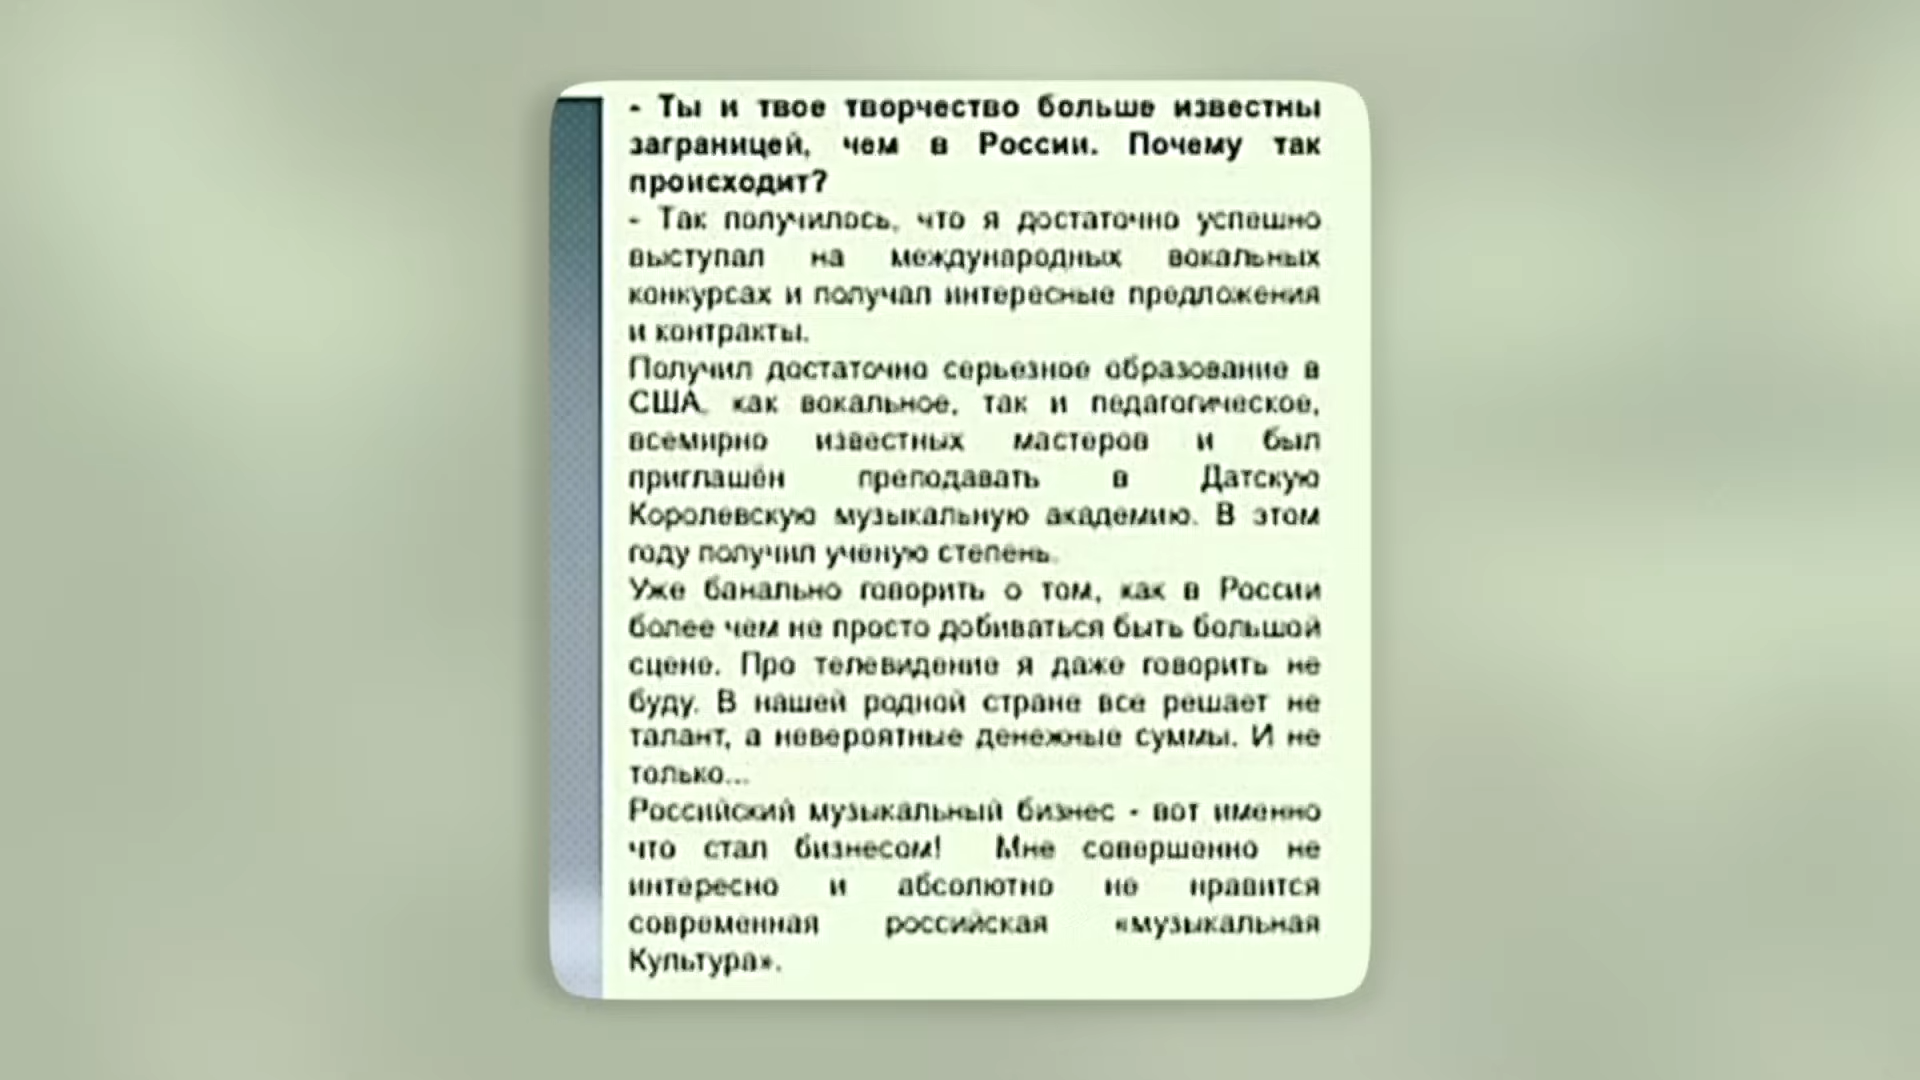 - Ты и твое творчество больше известны
заграницей, чем в России. Почему так
происходит?
- Так получилось, что я достаточно успешно
выступал на международных вокальных
конкурсах и получал интересные предложения
и контракты.
Получил достаточно серьезное образование в
США, как вокальное, так и педагогическое,
всемирно известных мастеров и был
приглашён преподавать в Датскую
Королевскую музыкальную академию. В этом
году получил ученую степень.
Уже банально говорить о том, как в России
более чем не просто добиваться быть большой
сцене. Про телевидение я даже говорить не
буду. В нашей родной стране все решает не
талант, а невероятные денежные суммы. И не
только...
Российский музыкальный бизнес - вот именно
что стал бизнесом! Мне совершенно не
интересно и абсолютно не нравится
современная российская «музыкальная
Культура».